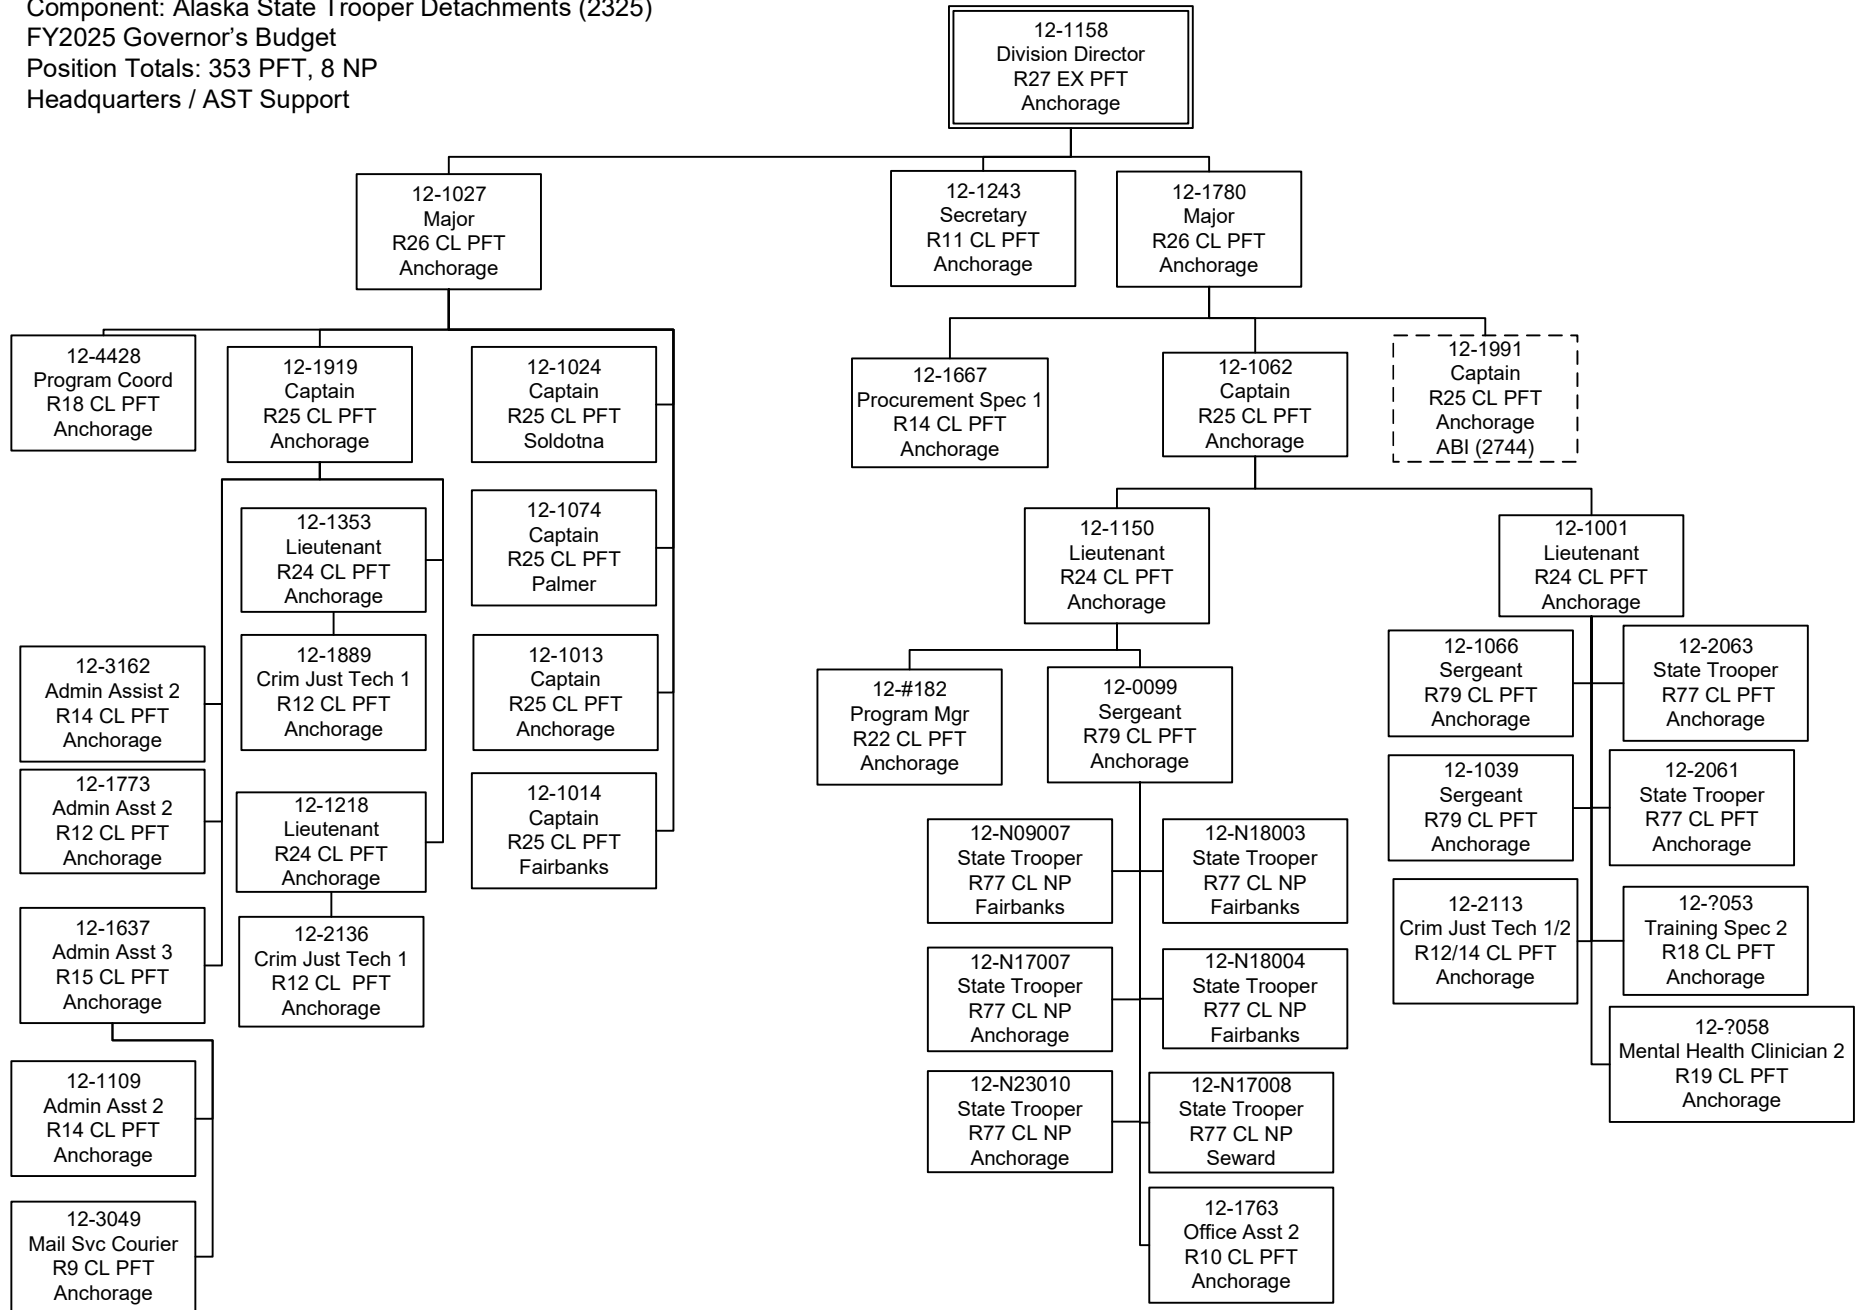 Component: Alaska State Trooper Detachments (2325)
FY2025 Governor’s Budget
Position Totals: 353 PFT, 8 NP
Headquarters / AST Support
12-1158
Division Director
R27 EX PFT
Anchorage
12-1027
Major
R26 CL PFT
Anchorage
12-1243
Secretary
R11 CL PFT
Anchorage
12-1780
Major
R26 CL PFT
Anchorage
12-4428
Program Coord
R18 CL PFT
Anchorage
12-1919
Captain
R25 CL PFT
Anchorage
12-1024
Captain
R25 CL PFT
Soldotna
12-1667
Procurement Spec 1
R14 CL PFT
Anchorage
12-1062
Captain
R25 CL PFT
Anchorage
12-1991
Captain
R25 CL PFT
Anchorage
ABI (2744)
12-1353
Lieutenant
R24 CL PFT
Anchorage
12-1074
Captain
R25 CL PFT
Palmer
12-1150
Lieutenant
R24 CL PFT
Anchorage
12-1001
Lieutenant
R24 CL PFT
Anchorage
12-3162
Admin Assist 2
R14 CL PFT
Anchorage
12-1889
Crim Just Tech 1
R12 CL PFT
Anchorage
12-1013
Captain
R25 CL PFT
Anchorage
12-#182
Program Mgr
R22 CL PFT
Anchorage
12-0099
Sergeant
R79 CL PFT
Anchorage
12-1066
Sergeant
R79 CL PFT
Anchorage
12-2063
State Trooper
R77 CL PFT
Anchorage
12-1773
Admin Asst 2
R12 CL PFT
Anchorage
12-1218
Lieutenant
R24 CL PFT
Anchorage
12-1014
Captain
R25 CL PFT
Fairbanks
12-N09007
State Trooper
R77 CL NP
Fairbanks
12-N18003
State Trooper
R77 CL NP
Fairbanks
12-1039
Sergeant
R79 CL PFT
Anchorage
12-2061
State Trooper
R77 CL PFT
Anchorage
12-1637
Admin Asst 3
R15 CL PFT
Anchorage
12-2136
Crim Just Tech 1
R12 CL  PFT
Anchorage
12-N17007
State Trooper
R77 CL NP
Anchorage
12-N18004
State Trooper
R77 CL NP
Fairbanks
12-2113
Crim Just Tech 1/2
R12/14 CL PFT
Anchorage
12-?053
Training Spec 2
R18 CL PFT
Anchorage
12-1109
Admin Asst 2
R14 CL PFT
Anchorage
12-N23010
State Trooper
R77 CL NP
Anchorage
12-N17008
State Trooper
R77 CL NP
Seward
12-?058
Mental Health Clinician 2
R19 CL PFT
Anchorage
12-3049
Mail Svc Courier
R9 CL PFT
Anchorage
12-1763
Office Asst 2
R10 CL PFT
Anchorage